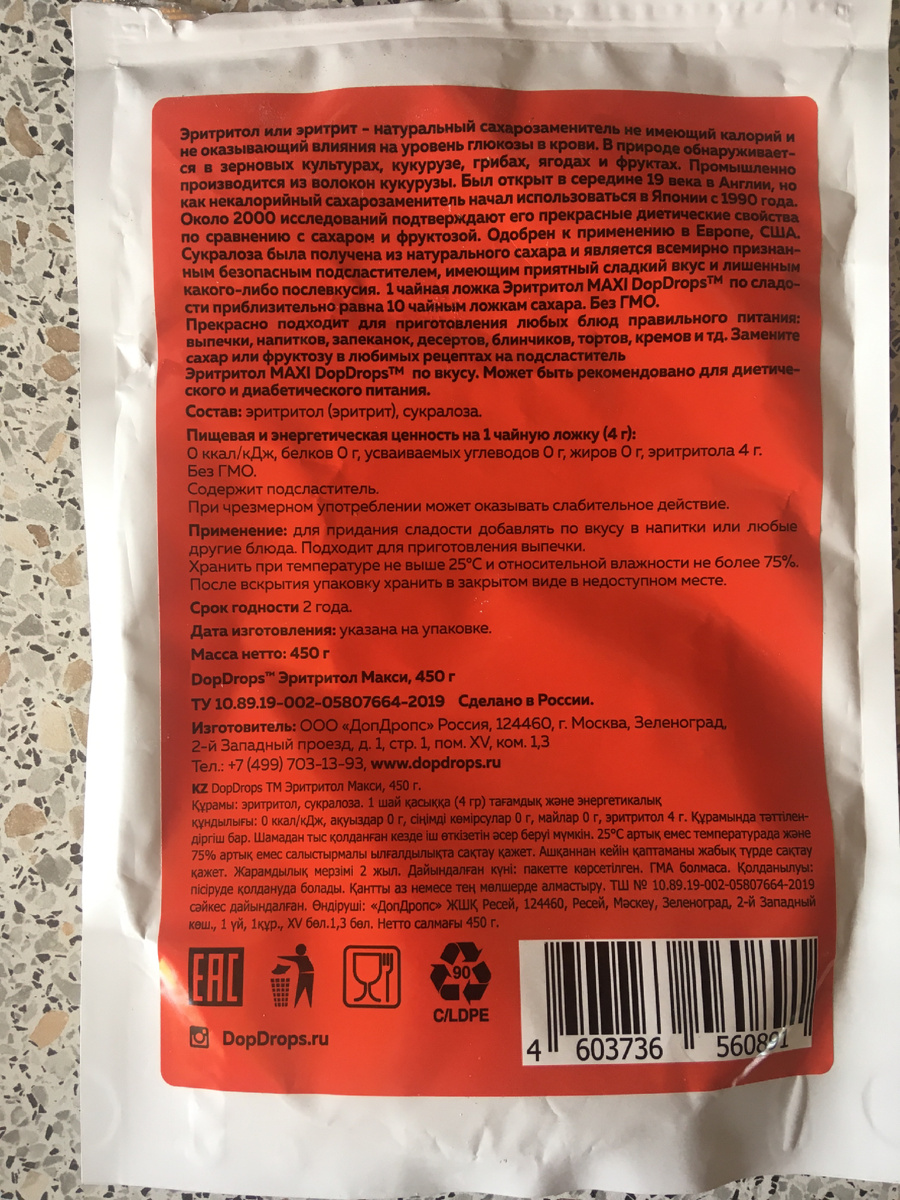 Эритритол или эритрит – натуральный сахарозаменитель не имеющий калорий и
не оказывающий влияния на уровень глюкозы в крови. В природе обнаруживает-
ся в зерновых культурах, кукурузе, грибах, ягодах и фруктах. Промышленно
производится из волокон кукурузы. Был открыт в середине 19 века в Англии, но
как некалорийный сахарозаменитель начал использоваться в Японии с 1990 года.
Около 2000 исследований подтверждают его прекрасные диетические свойства
по сравнению с сахаром и фруктозой. Одобрен к применению в Европе, США.
Сукралоза была получена из натурального сахара и является всемирно признан-
ным безопасным подсластителем, имеющим приятный сладкий вкус и лишенным
какого-либо послевкусия. 1 чайная ложка Эритритол MAXI DopDrops™ по сладо-
сти приблизительно равна 10 чайным ложкам сахара. Без ГМО.
Прекрасно подходит для приготовления любых блюд правильного питания:
выпечки, напитков, запеканок, десертов, блинчиков, тортов, кремов и тд. Замените
сахар или фруктозу в любимых рецептах на подсластитель
Эритритол MAXI DopDrops™ по вкусу. Может быть рекомендовано для диетиче-
ского и диабетического питания.
Состав: эритритол (эритрит), сукралоза.
Пищевая и энергетическая ценность на 1 чайную ложку (4 г):
0 ккал/кДж, белков 0 г, усваиваемых углеводов 0 г, жиров 0 г, эритритола 4 г.
Без ГМО.
Содержит подсластитель.
При чрезмерном употреблении может оказывать слабительное действие.
Применение: для придания сладости добавлять по вкусу в напитки или любые
другие блюда. Подходит для приготовления выпечки.
Хранить при температуре не выше 25°С и относительной влажности не более 75%.
После вскрытия упаковку хранить в закрытом виде в недоступном месте.
Срок годности 2 года.
Дата изготовления: указана на упаковке.
Масса нетто: 450 г
DopDrops™ Эритритол Макси, 450 г
ТУ 10.89.19-002-05807664-2019 Сделано в России.
Изготовитель: ООО «ДопДропс» Россия, 124460, г. Москва, Зеленоград,
2-й Западный проезд, д. 1, стр. 1, пом. XV, ком. 1,3
Тел.: +7 (499) 703-13-93, www.dopdrops.ru
KZ DopDrops TM Эритритол Макси, 450 г.
Құрамы: эритритол, сукралоза. 1 шай қасыққа (4 гр) тағамдық және энергетикалық
құндылығы: 0 ккал/кДж, ақуыздар 0 г, сіңімді көмірсулар 0 г, майлар 0 г, эритритол 4 г. Құрамында тәттілен-
діргіш бар. Шамадан тыс қолданған кезде іш өткізетін әсер беруі мүмкін. 25°С артық емес температурада және
75% артық емес салыстырмалы ылғалдылықта сақтау қажет. Ашқаннан кейін қаптаманы жабық түрде сақтау
қажет. Жарамдылық мерзімі 2 жыл. Дайындалған күні: пакетте көрсетілген. ГМА болмаса. Қолданылуы:
пісіруде қолдануда болады. Қантты аз немесе тең мөлшерде алмастыру, ТШ № 10.89.19-002-05807664-2019
сәйкес дайындалған. Өндіруші: «ДопДропс» ЖШҚ Ресей, 124460, Ресей, Мәскеу, Зеленоград, 2-й Западный
көш., 1 үй, 1құр., XV бөл.1,3 бөл. Нетто салмағы 450 г.
EAC
90
C/LDPE
DopDrops.ru
4 603736 560891